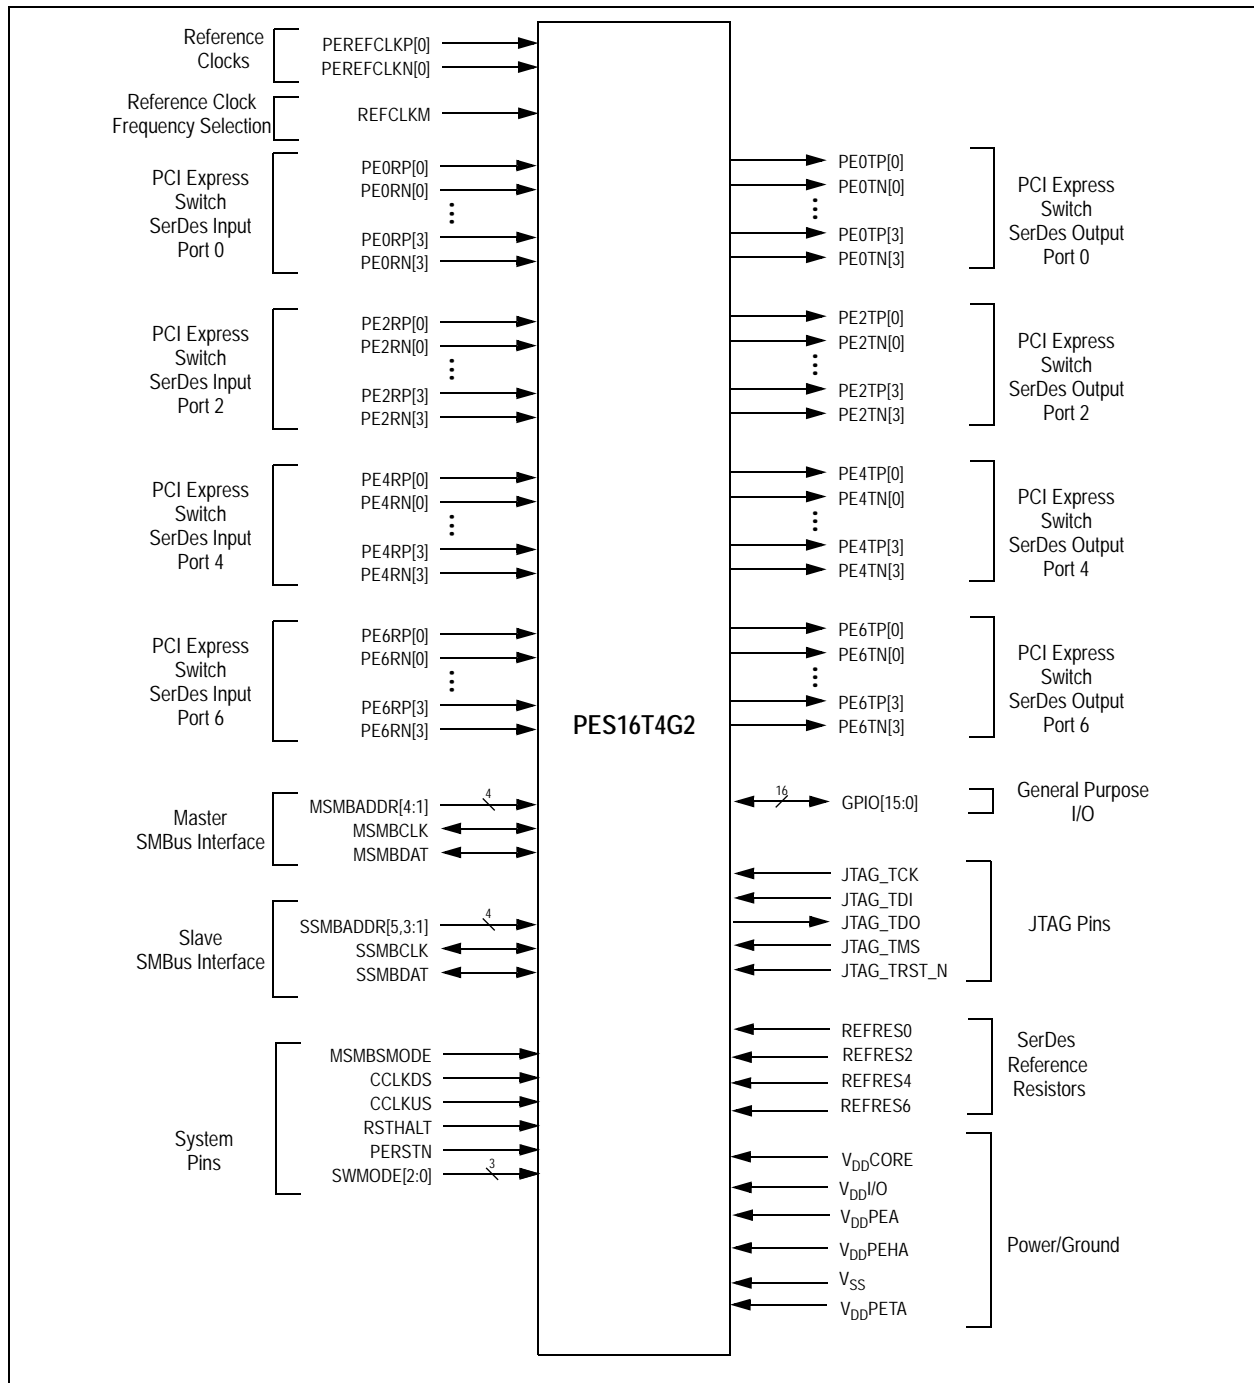 Reference
Clocks
PEREFCLKP[0]
PEREFCLKN[0]
Reference Clock
Frequency Selection
REFCLKM
PCI Express
Switch
SerDes Input
Port 0
PE0RP[0]
PE0RN[0]
PE0RP[3]
PE0RN[3]
PCI Express
Switch
SerDes Input
Port 2
PE2RP[0]
PE2RN[0]
PE2RP[3]
PE2RN[3]
PCI Express
Switch
SerDes Input
Port 4
PE4RP[0]
PE4RN[0]
PE4RP[3]
PE4RN[3]
PCI Express
Switch
SerDes Input
Port 6
PE6RP[0]
PE6RN[0]
PE6RP[3]
PE6RN[3]
Master
SMBus Interface
MSMBADDR[4:1]
4
MSMBCLK
MSMBDAT
Slave
SMBus Interface
SSMBADDR[5,3:1]
4
SSMBCLK
SSMBDAT
System
Pins
MSMBSMODE
CCLKDS
CCLKUS
RSTHALT
PERSTN
SWMODE[2:0]
3
PES16T4G2
PE0TP[0]
PE0TN[0]
PE0TP[3]
PE0TN[3]
PCI Express
Switch
SerDes Output
Port 0
PE2TP[0]
PE2TN[0]
PE2TP[3]
PE2TN[3]
PCI Express
Switch
SerDes Output
Port 2
PE4TP[0]
PE4TN[0]
PE4TP[3]
PE4TN[3]
PCI Express
Switch
SerDes Output
Port 4
PE6TP[0]
PE6TN[0]
PE6TP[3]
PE6TN[3]
PCI Express
Switch
SerDes Output
Port 6
16
GPIO[15:0]
General Purpose
I/O
JTAG_TCK
JTAG_TDI
JTAG_TDO
JTAG_TMS
JTAG_TRST_N
JTAG Pins
REFRES0
REFRES2
REFRES4
REFRES6
SerDes
Reference
Resistors
VDDCORE
VDDI/O
VDDPEA
VDDPEHA
VSS
VDDPETA
Power/Ground